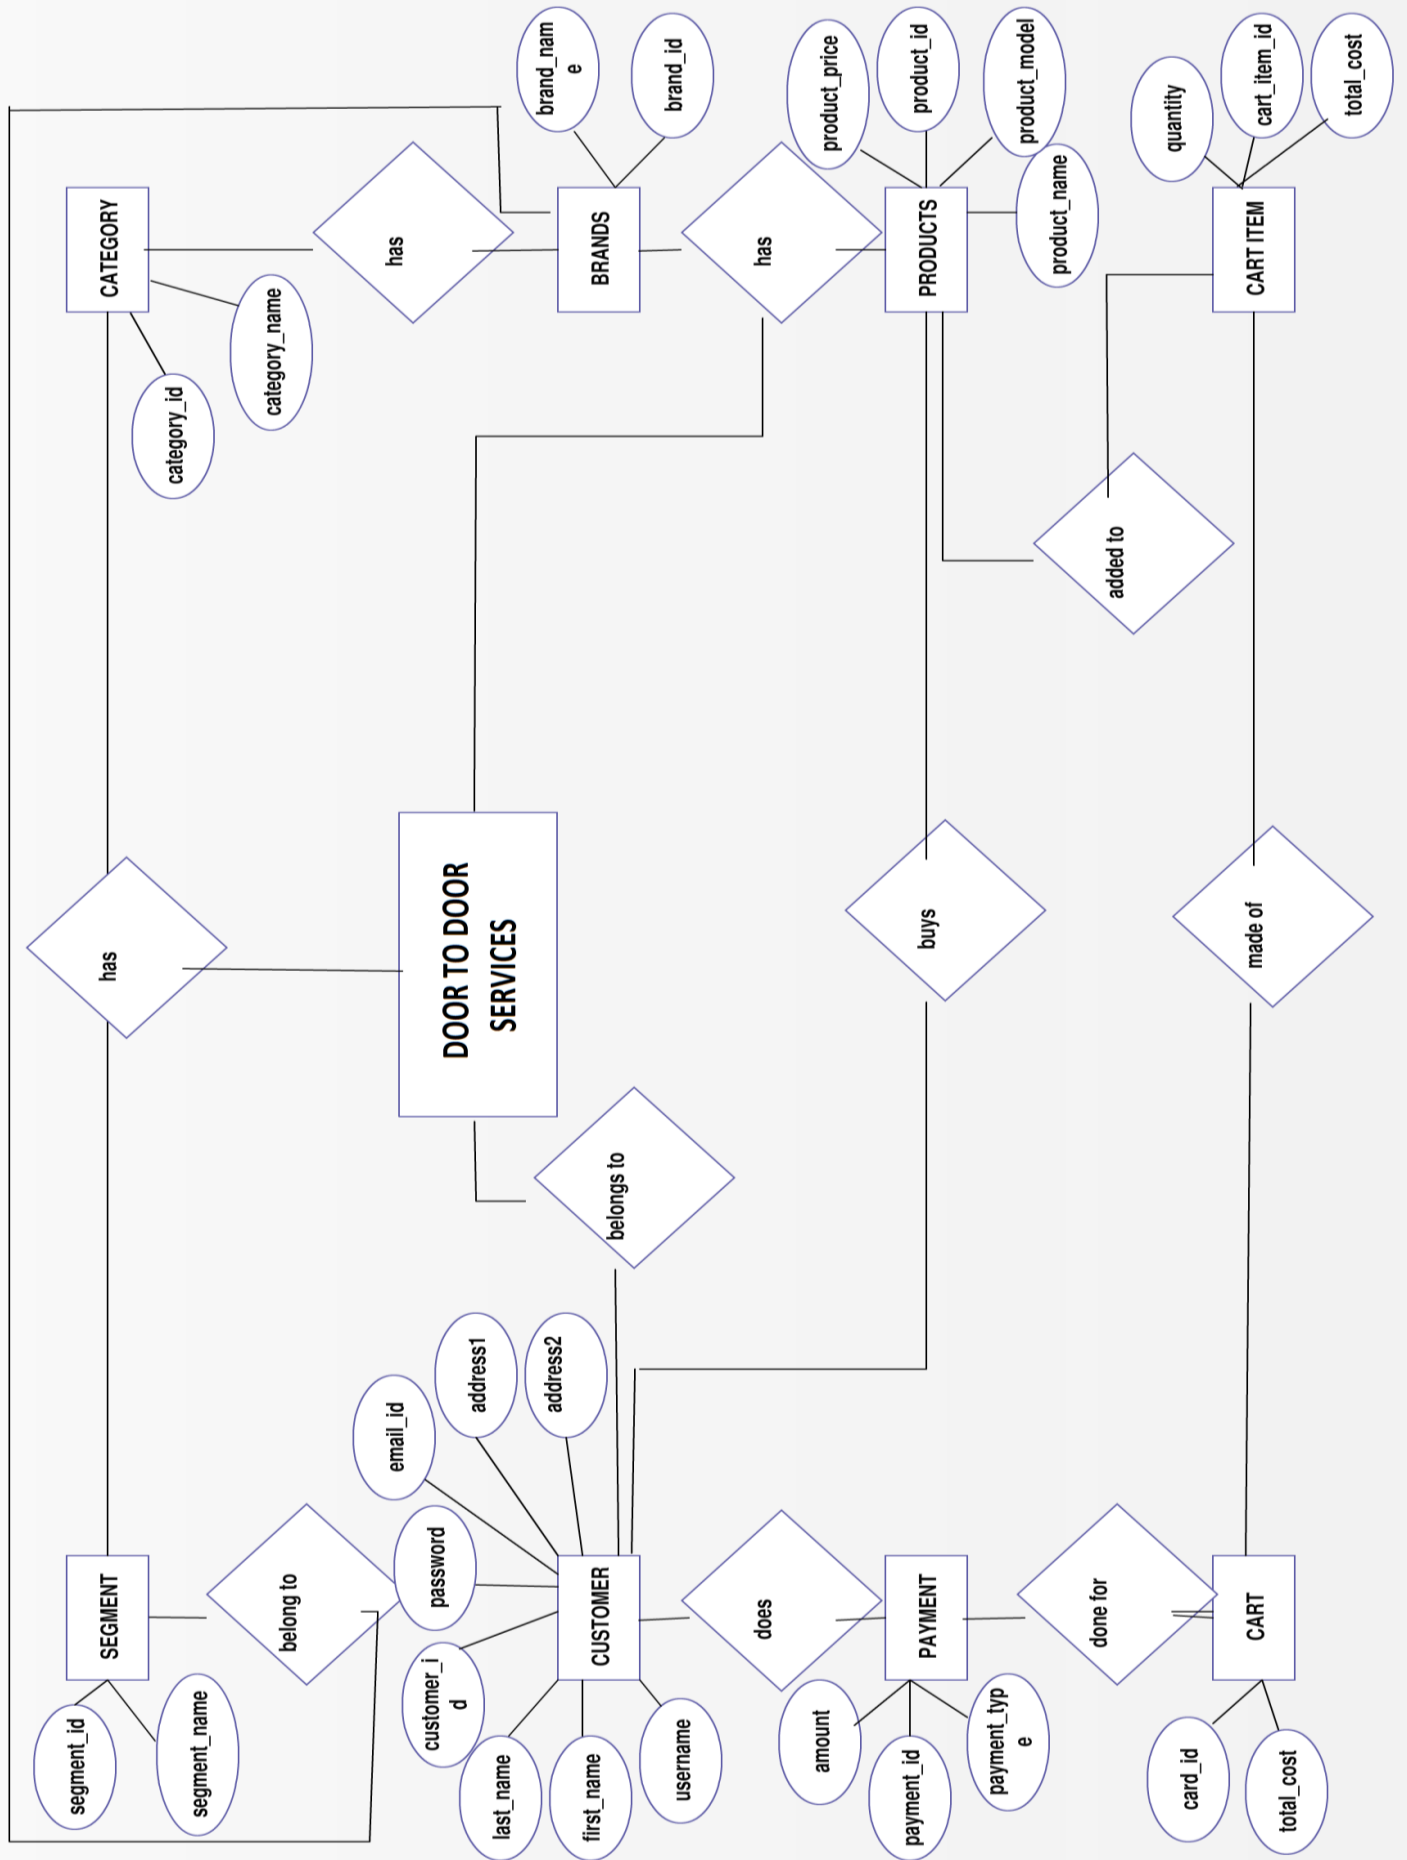 segment_id
SEGMENT
has
CATEGORY
category_id
segment_name
category_name
belong to
has
email_id
customer_i
d
password
DOOR TO DOOR
SERVICES
address1
last_name
address2
brand_nam
e
first_name
CUSTOMER
belongs to
BRANDS
username
brand_id
does
has
amount
product_price
payment_id
PAYMENT
buys
PRODUCTS
product_id
payment_typ
e
product_model
product_name
done for
added to
quantity
card_id
CART
made of
CART ITEM
cart_item_id
total_cost
total_cost